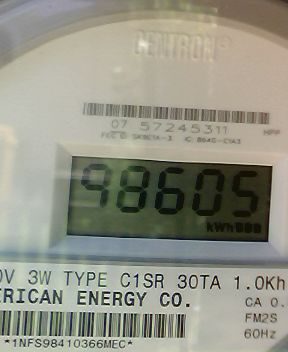 CENTRON®
07 57245311
98605
kWh
0V 3W TYPE C1SR 30TA 1.0Kh
ERICAN ENERGY CO.
CA 0.
FM2S
60Hz
*1NFS98410366MEC*